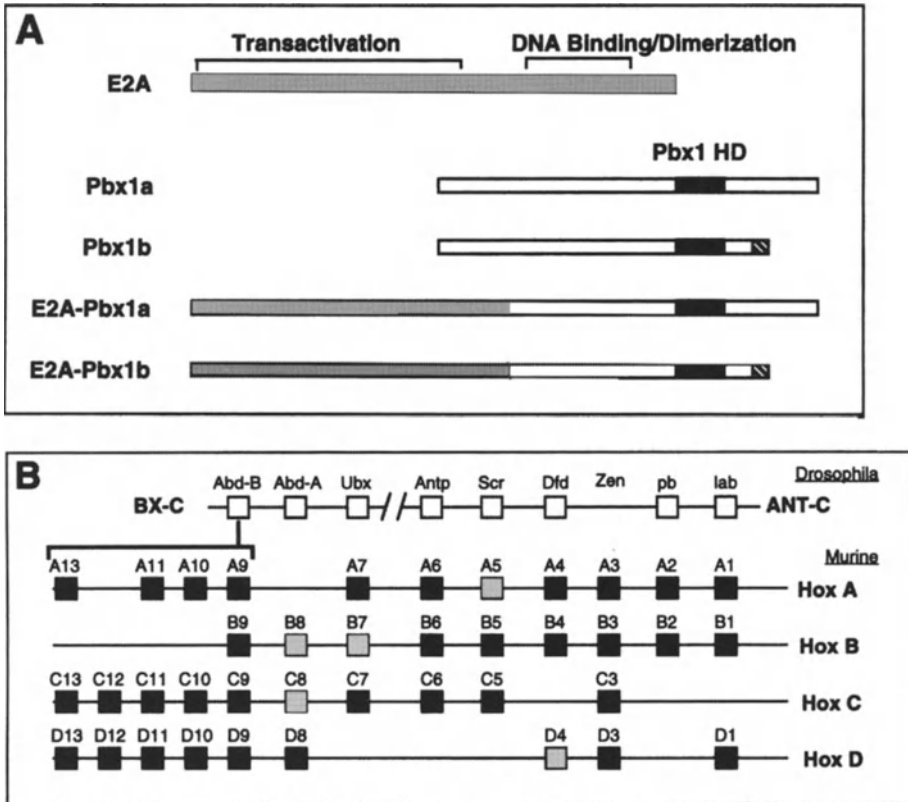 A
Transactivation DNA Binding/Dimerization
E2A
Pbx1 HD
Pbx1a
Pbx1b
E2A-Pbx1a
E2A-Pbx1b
B
Abd-B Abd-A Ubx Antp Scr Dfd Zen pb lab Drosophila
BX-C ANT-C
Murine
A13 A11 A10 A9 A7 A6 A5 A4 A3 A2 A1
Hox A
B9 B8 B7 B6 B5 B4 B3 B2 B1
Hox B
C13 C12 C11 C10 C9 C8 C7 C6 C5 C3
Hox C
D13 D12 D11 D10 D9 D8 D4 D3 D1
Hox D